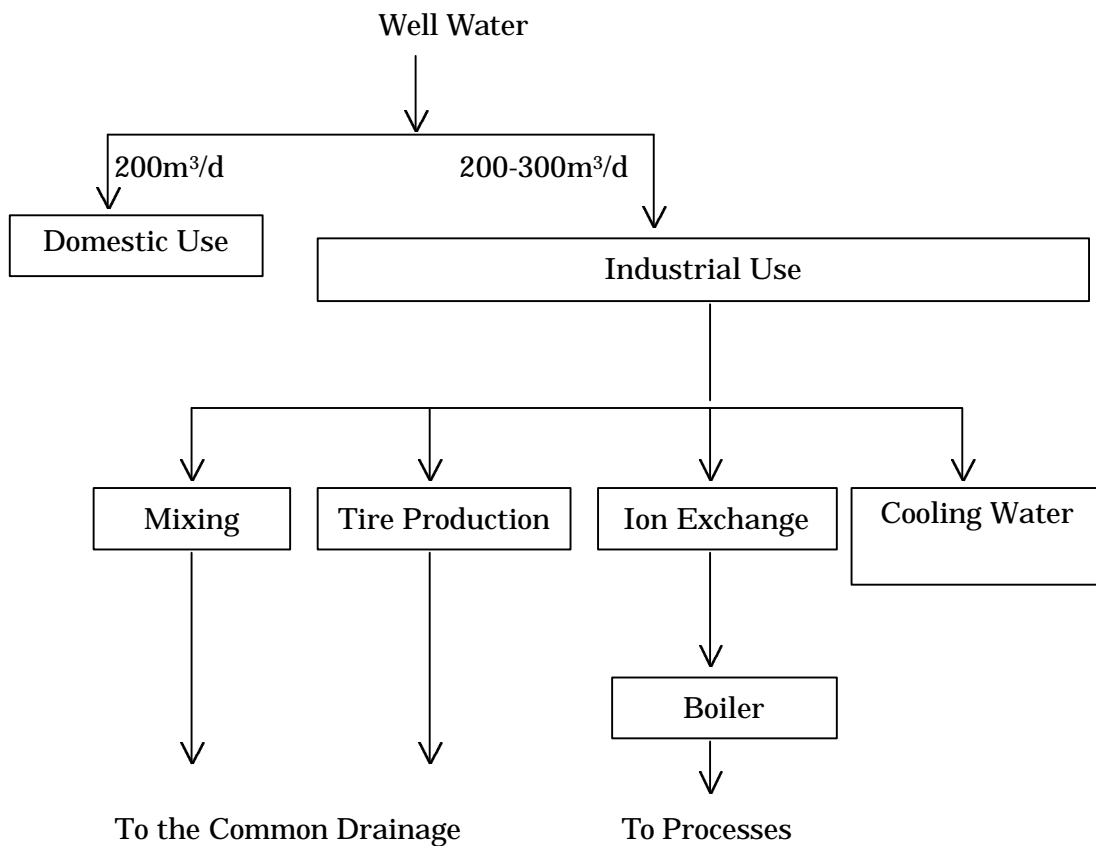 Well Water
200m³/d
200-300m³/d
Domestic Use
Industrial Use
Mixing
Tire Production
Ion Exchange
Cooling Water
Boiler
To the Common Drainage
To Processes